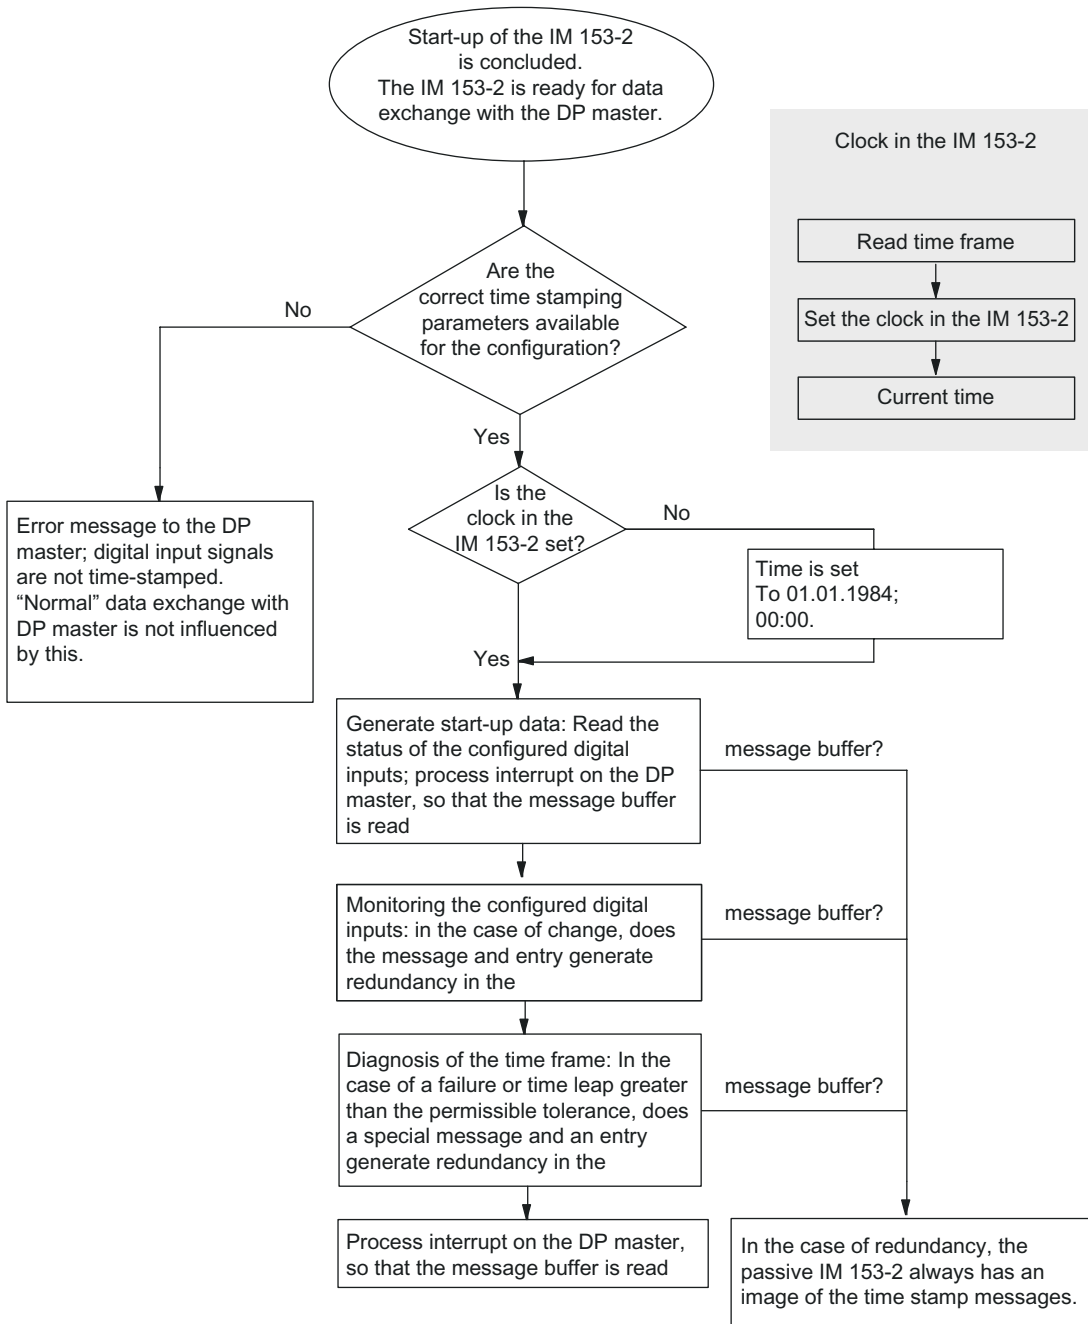 Start-up of the IM 153-2
is concluded.
The IM 153-2 is ready for data
exchange with the DP master.
Clock in the IM 153-2
Read time frame
Set the clock in the IM 153-2
Current time
Are the
correct time stamping
parameters available
for the configuration?
No
Yes
Error message to the DP
master; digital input signals
are not time-stamped.
“Normal” data exchange with
DP master is not influenced
by this.
Is the
clock in the
IM 153-2 set?
No
Time is set
To 01.01.1984;
00:00.
Yes
Generate start-up data: Read the
status of the configured digital
inputs; process interrupt on the DP
master, so that the message buffer
is read
message buffer?
Monitoring the configured digital
inputs: in the case of change, does
the message and entry generate
redundancy in the
message buffer?
Diagnosis of the time frame: In the
case of a failure or time leap greater
than the permissible tolerance, does
a special message and an entry
generate redundancy in the
message buffer?
Process interrupt on the DP master,
so that the message buffer is read
In the case of redundancy, the
passive IM 153-2 always has an
image of the time stamp messages.